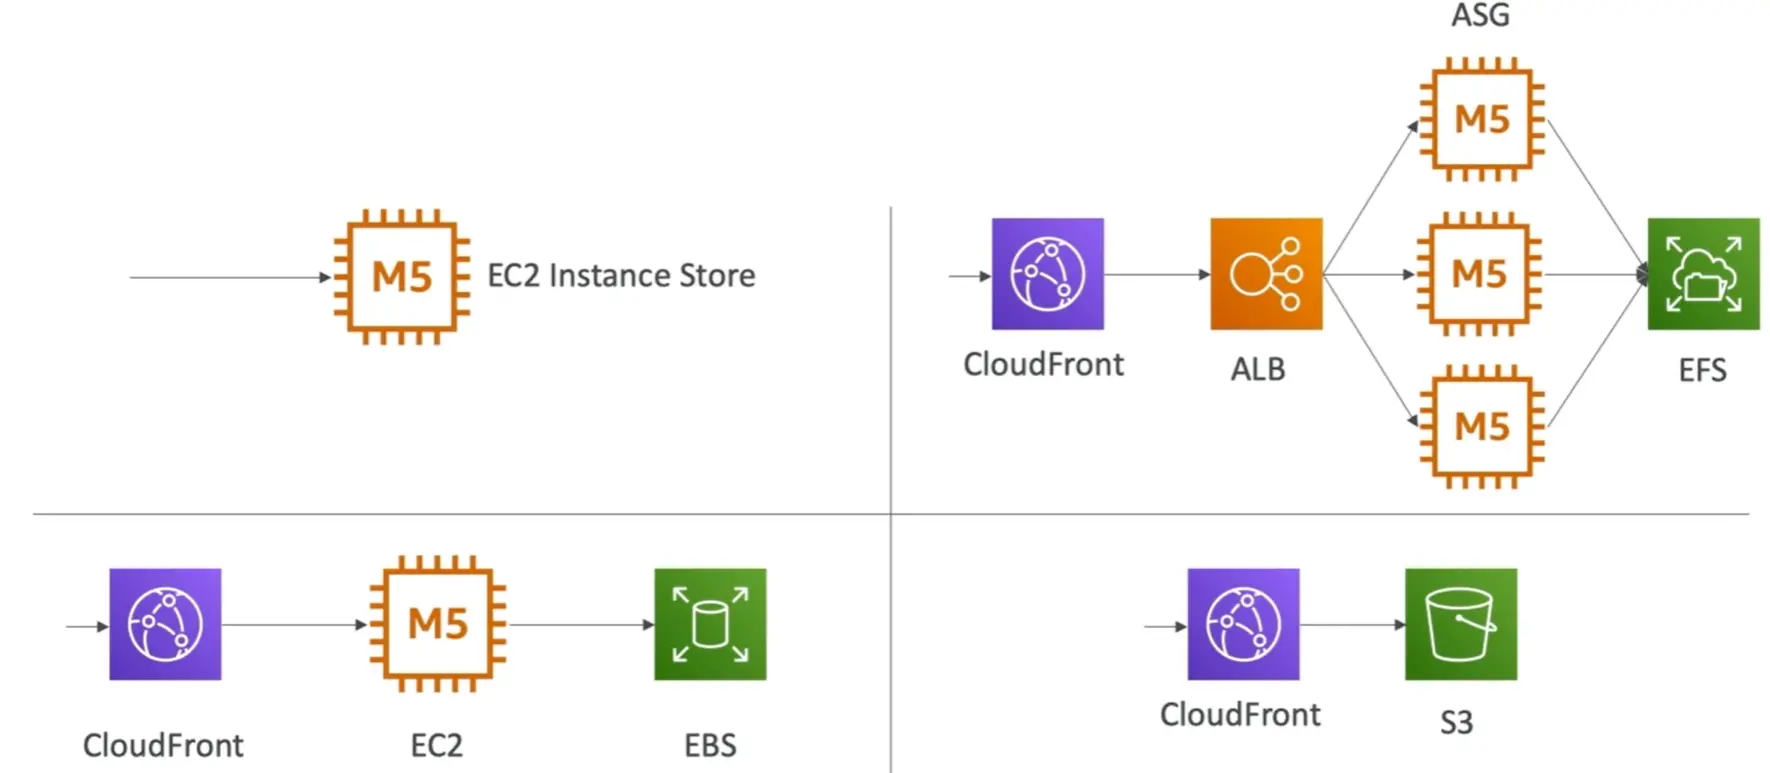 ASG
M5
M5
EC2 Instance Store
M5
M5
CloudFront
ALB
EFS
M5
CloudFront
EC2
EBS
CloudFront
S3